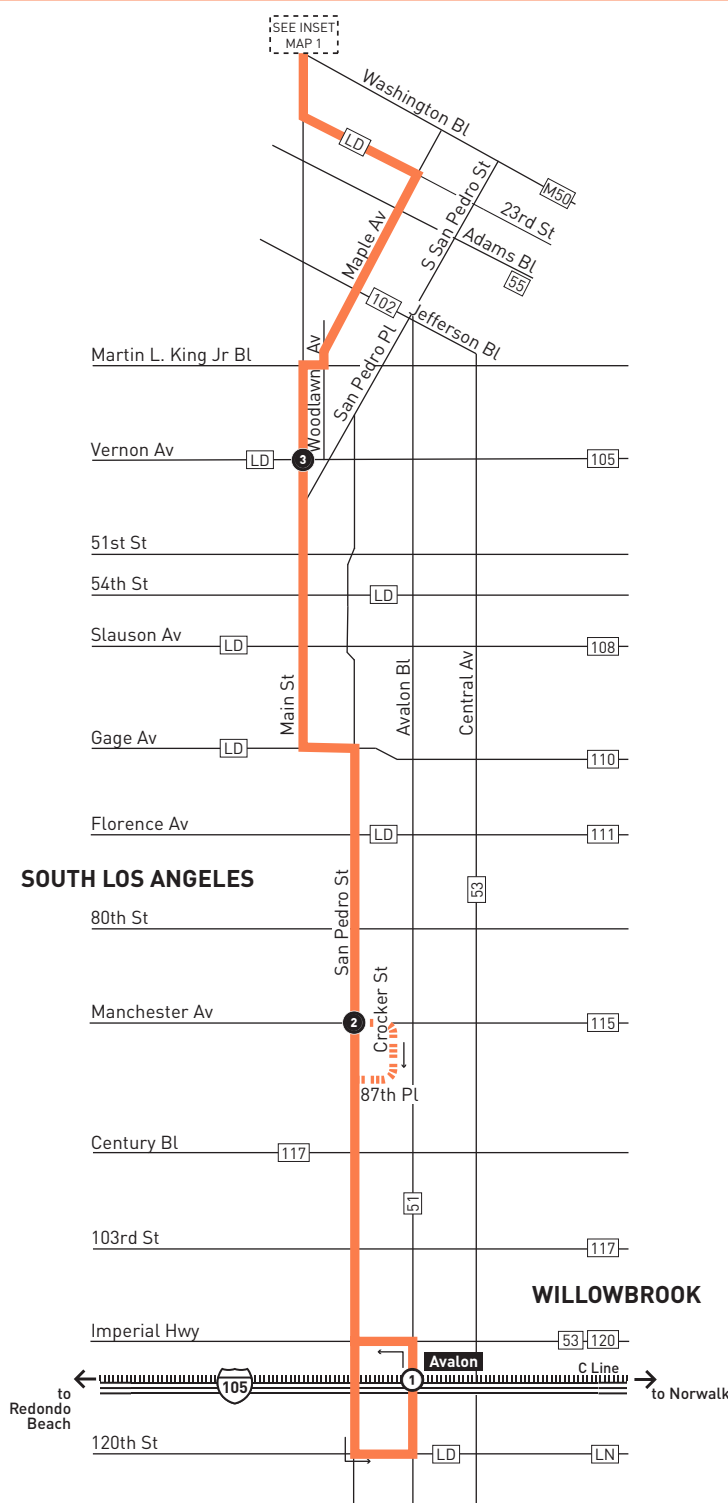 SEE INSET
MAP 1
Washington Bl
LD
M50
S San Pedro St
23rd St
Maple Av
Adams Bl
55
102
Jefferson Bl
Woodlawn Av
San Pedro Pl
Martin L. King Jr Bl
Vernon Av
LD
3
105
51st St
54th St
LD
Slauson Av
LD
108
Main St
Avalon Bl
Central Av
Gage Av
LD
110
Florence Av
LD
111
SOUTH LOS ANGELES
San Pedro St
53
80th St
Crocker St
Manchester Av
2
115
87th Pl
Century Bl
117
51
103rd St
117
WILLOWBROOK
Imperial Hwy
53
120
Avalon
C Line
105
1
to
Redondo
Beach
to Norwalk
120th St
LD
LN